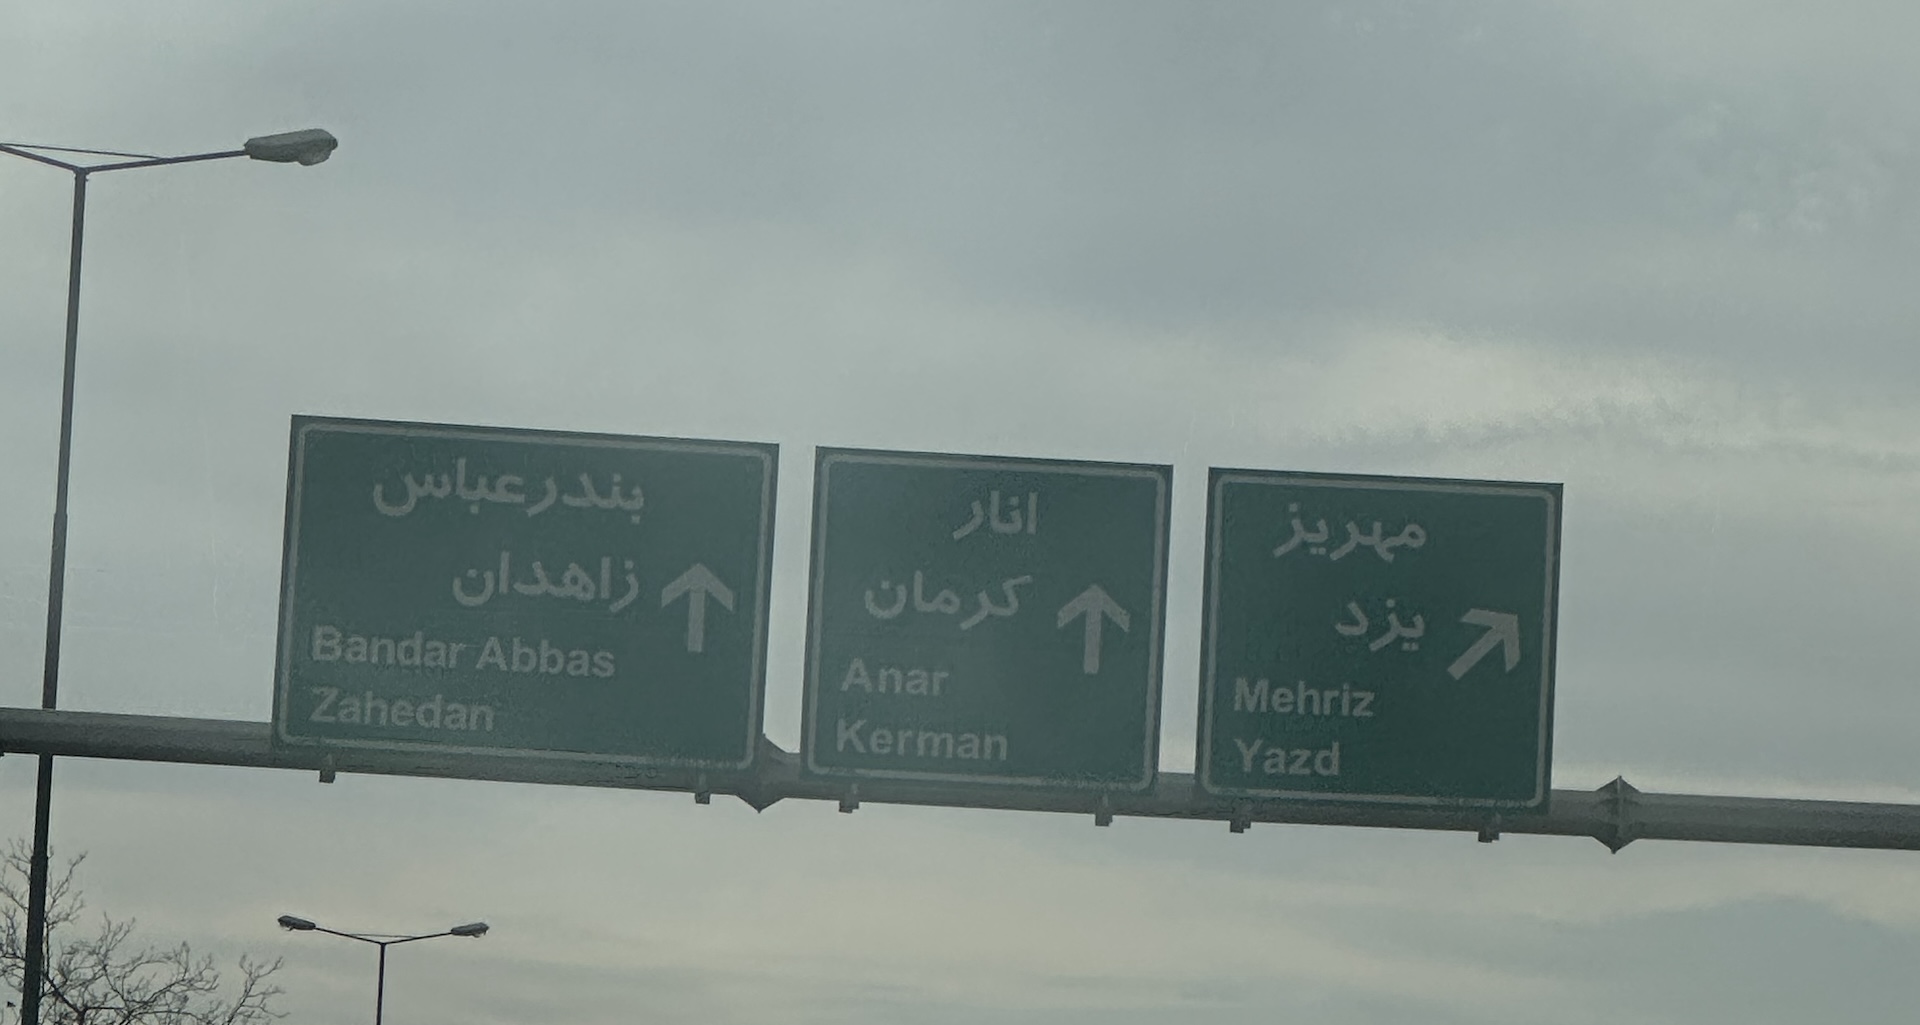 بندرعباس
زاهدان
Bandar Abbas
Zahedan
انار
کرمان
Anar
Kerman
مهریز
یزد
Mehriz
Yazd